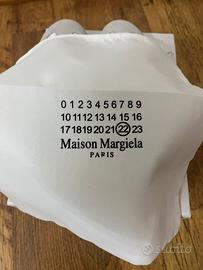 0 1 2 3 4 5 6 7 8 9
10 11 12 13 14 15 16
17 18 19 20 21 22 23
Maison Margiela
PARIS
Subito